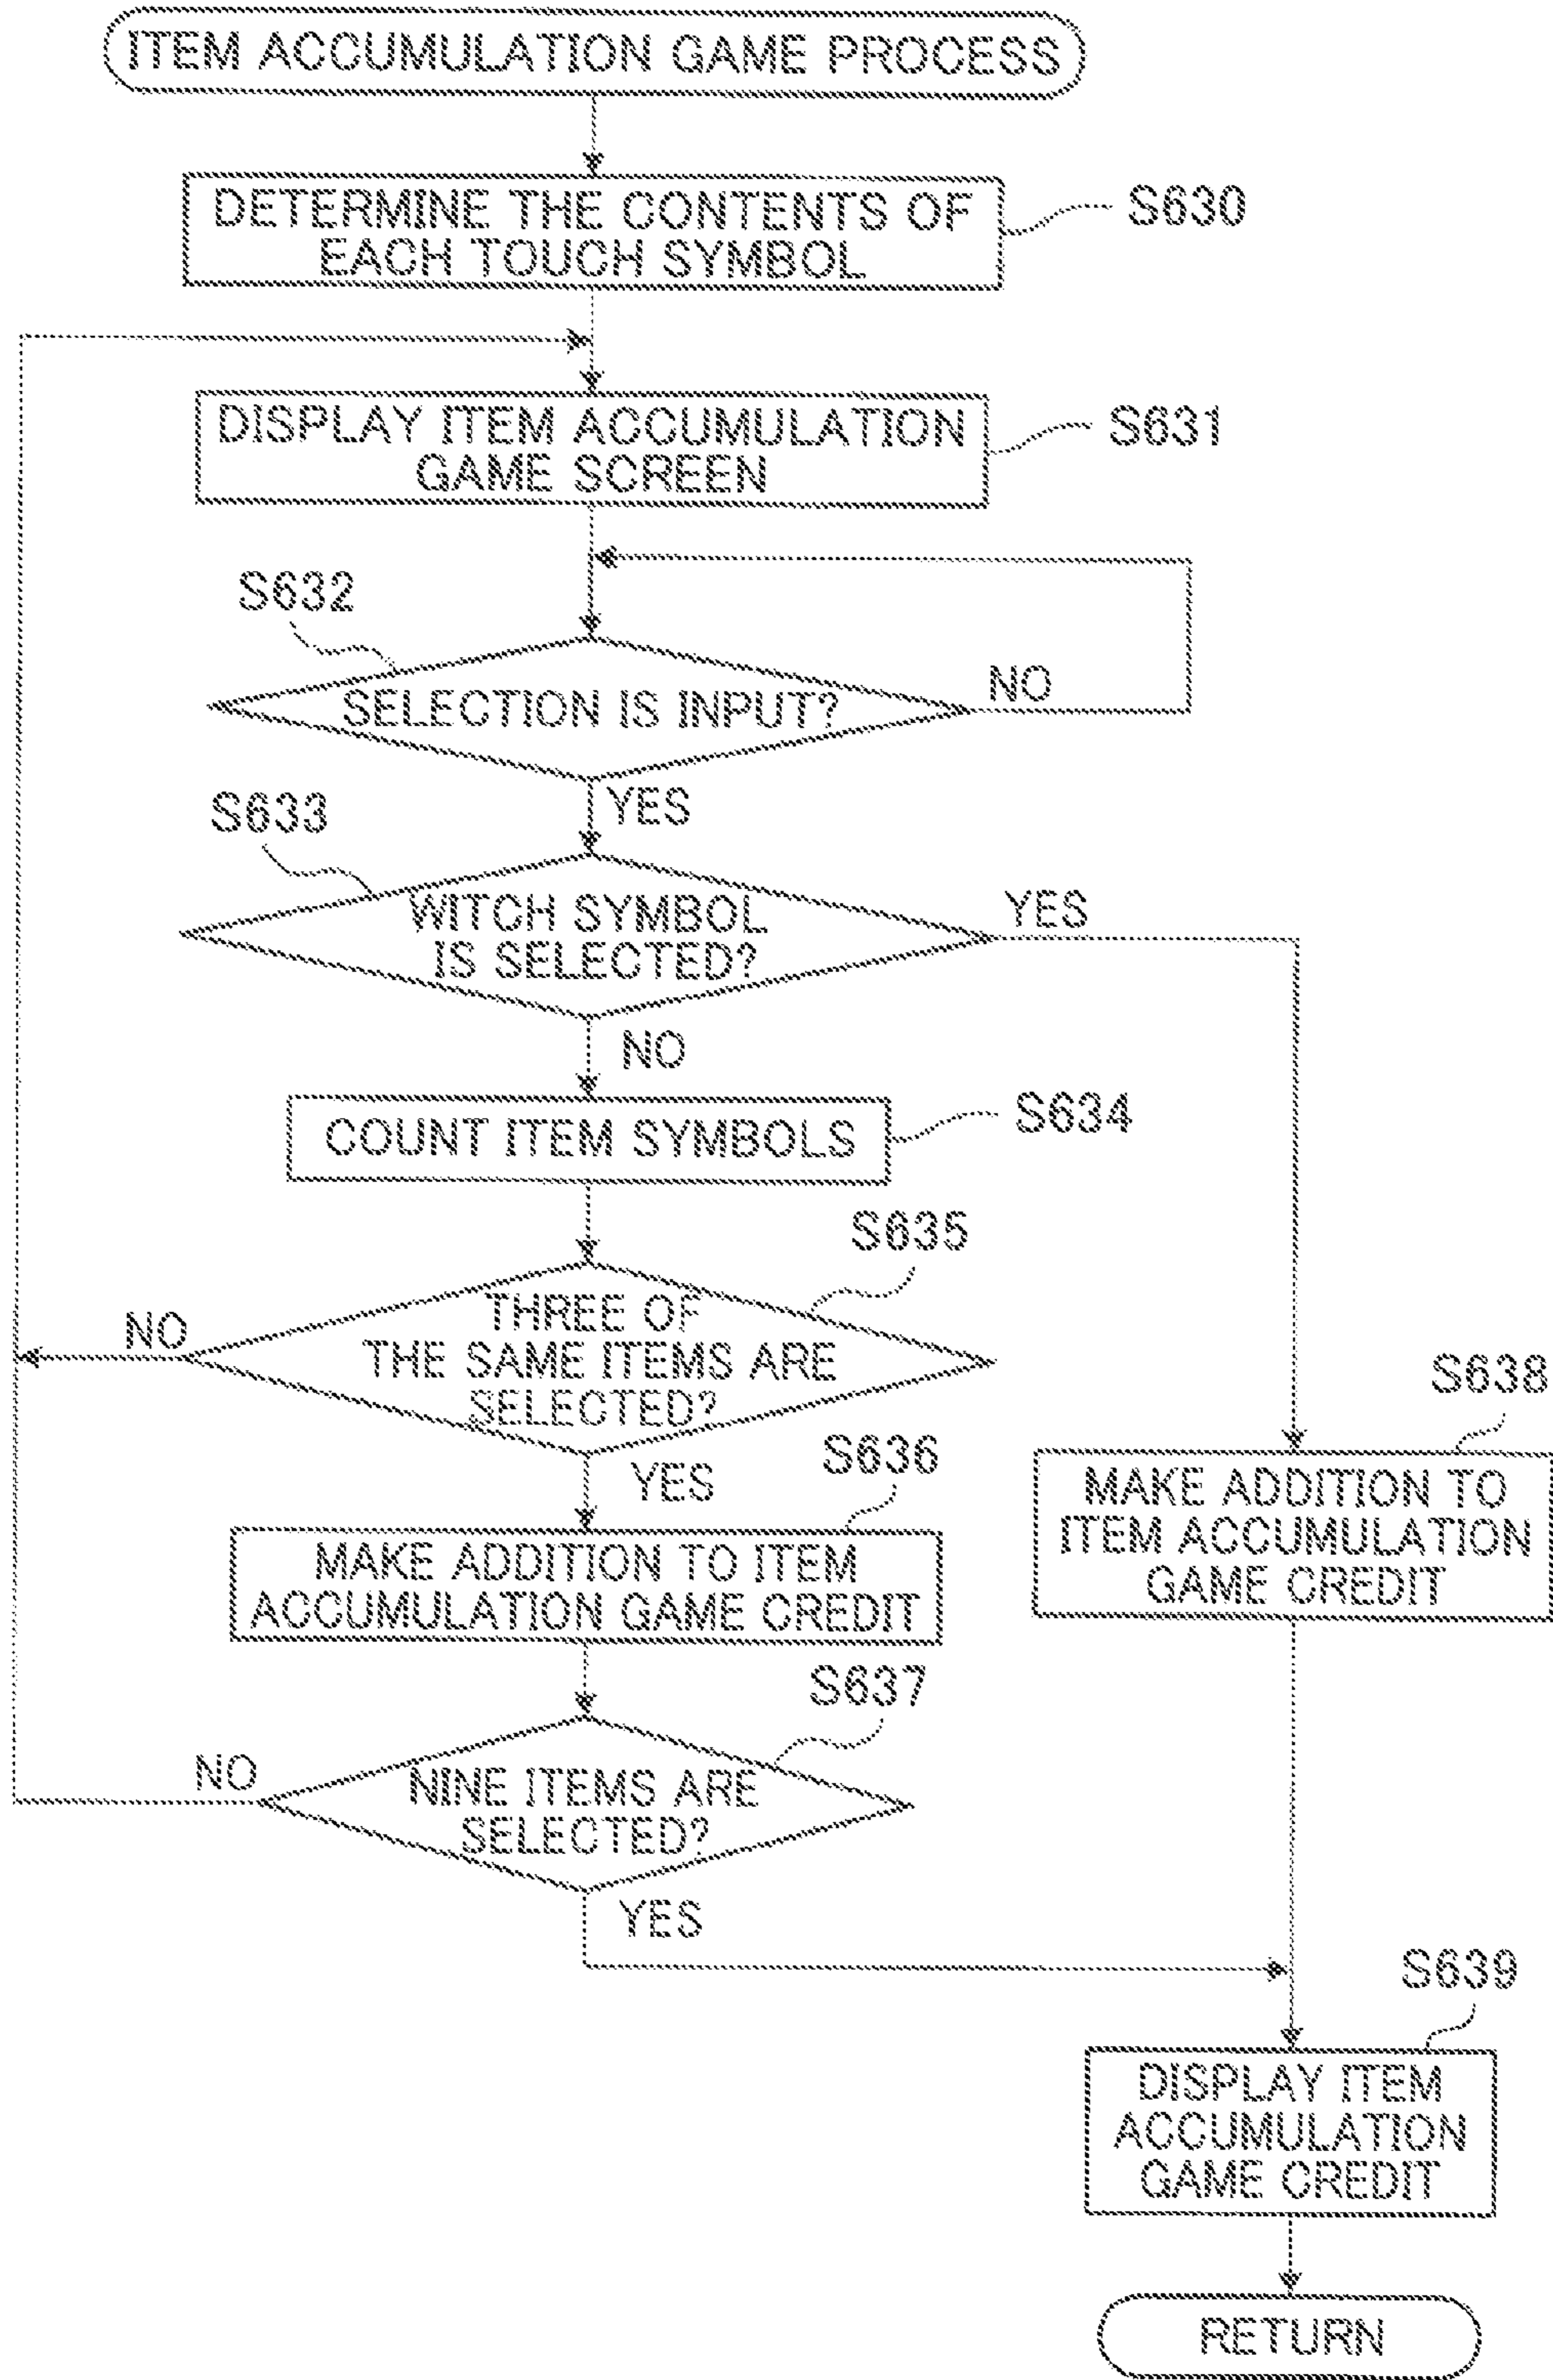 ITEM ACCUMULATION GAME PROCESS
DETERMINE THE CONTENTS OF
EACH TOUCH SYMBOL
S630
DISPLAY ITEM ACCUMULATION
GAME SCREEN
S631
S632
SELECTION IS INPUT?
NO
YES
S633
WITCH SYMBOL
IS SELECTED?
YES
NO
COUNT ITEM SYMBOLS
S634
S635
THREE OF
THE SAME ITEMS ARE
SELECTED?
NO
YES
S636
MAKE ADDITION TO ITEM
ACCUMULATION GAME CREDIT
S638
MAKE ADDITION TO
ITEM ACCUMULATION
GAME CREDIT
S637
NINE ITEMS ARE
SELECTED?
NO
YES
S639
DISPLAY ITEM
ACCUMULATION
GAME CREDIT
RETURN